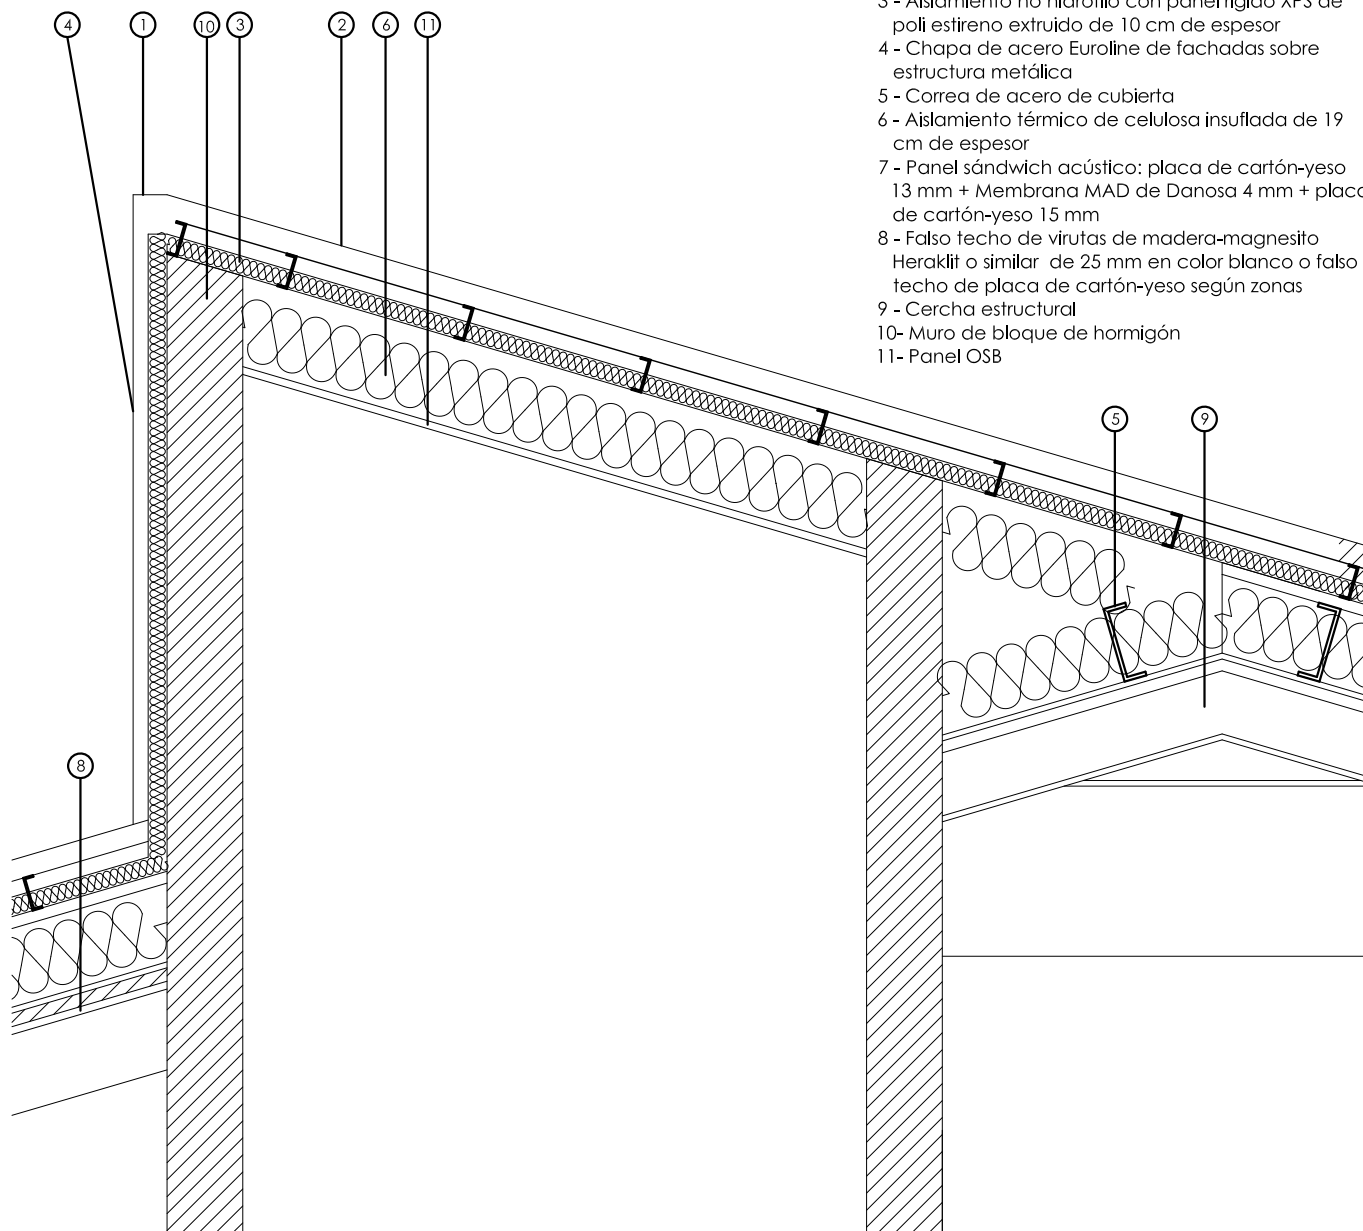 3 - Aislamiento no hidrófilo con panel rígido XPS de
poli estireno extruido de 10 cm de espesor
4 - Chapa de acero Euroline de fachadas sobre
estructura metálica
5 - Correa de acero de cubierta
6 - Aislamiento térmico de celulosa insuflada de 19
cm de espesor
7 - Panel sándwich acústico: placa de cartón-yeso
13 mm + Membrana MAD de Danosa 4 mm + placa
de cartón-yeso 15 mm
8 - Falso techo de virutas de madera-magnesito
Heraklit o similar de 25 mm en color blanco o falso
techo de placa de cartón-yeso según zonas
9 - Cercha estructural
10- Muro de bloque de hormigón
11- Panel OSB
4 1 10 3 2 6 11
5 9
8